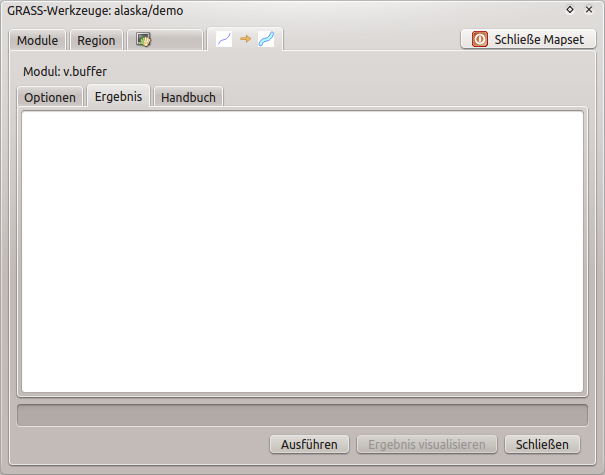 GRASS-Werkzeuge: alaska/demo
Module Region Schließe Mapset
Modul: v.buffer
Optionen Ergebnis Handbuch
Ausführen Ergebnis visualisieren Schließen